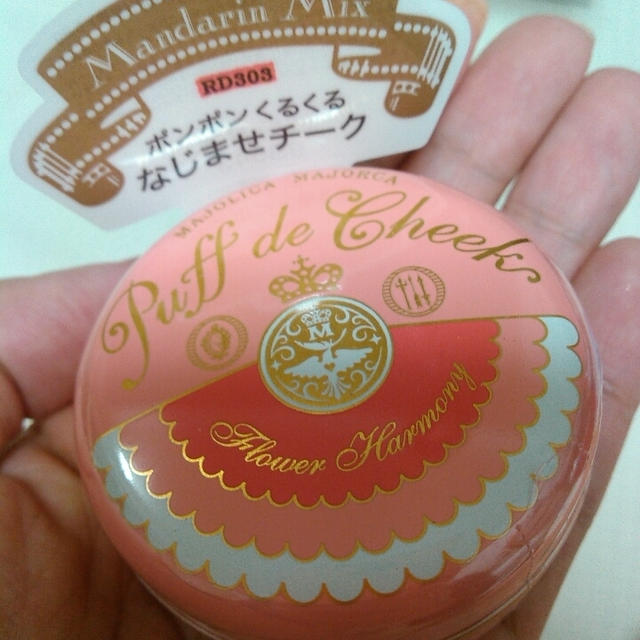 Mandarin Mix
RD303
ポンポンくるくる
なじませチーク
MAJOLICA MAJORCA
Puff de Cheek
M
Flower Harmony